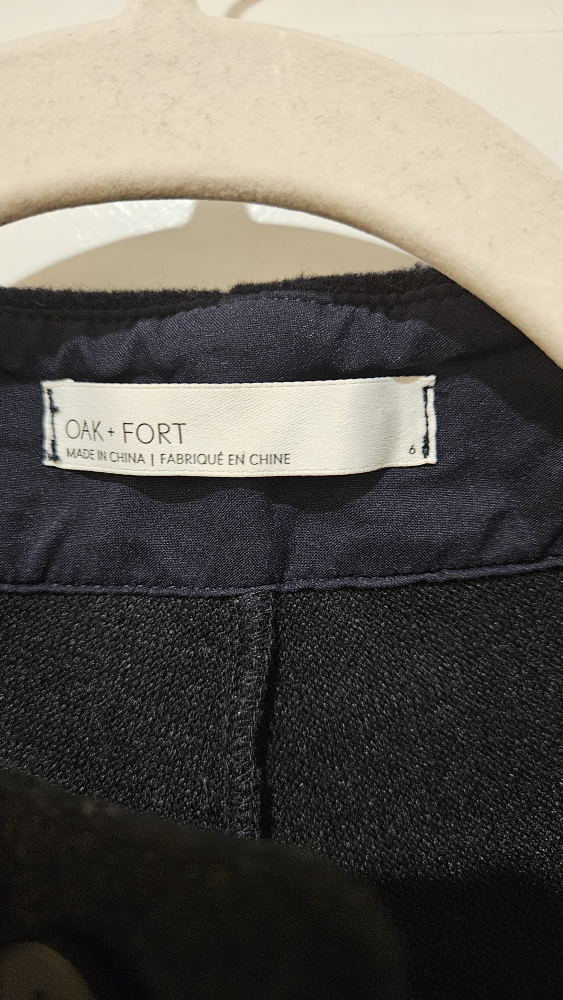 OAK + FORT
MADE IN CHINA | FABRIQUÉ EN CHINE
6